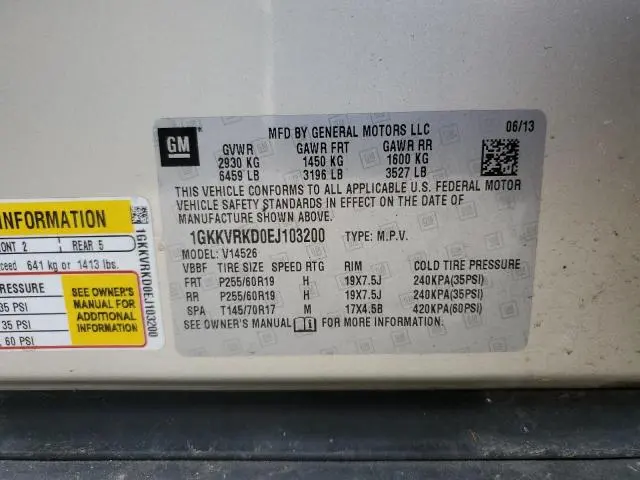 GM
MFD BY GENERAL MOTORS LLC 06/13
GVWR GAWR FRT GAWR RR
2930 KG 1450 KG 1600 KG
6459 LB 3196 LB 3527 LB
THIS VEHICLE CONFORMS TO ALL APPLICABLE U.S. FEDERAL MOTOR
VEHICLE SAFETY STANDARDS IN EFFECT ON THE DATE OF
MANUFACTURE SHOWN ABOVE.
1GKKVRKD0EJ103200 TYPE: M.P.V.
MODEL: V14526
VBBF TIRE SIZE SPEED RTG RIM COLD TIRE PRESSURE
FRT P255/60R19 H 19X7.5J 240KPA(35PSI)
RR P255/60R19 H 19X7.5J 240KPA(35PSI)
SPA T145/70R17 M 17X4.5B 420KPA(60PSI)
SEE OWNER'S MANUAL FOR MORE INFORMATION.
INFORMATION
2 REAR 5
641 kg or 1413 lbs.
PRESSURE
35 PSI
35 PSI
60 PSI
SEE OWNER'S
MANUAL FOR
ADDITIONAL
INFORMATION
1GKKVRKD0EJ103200